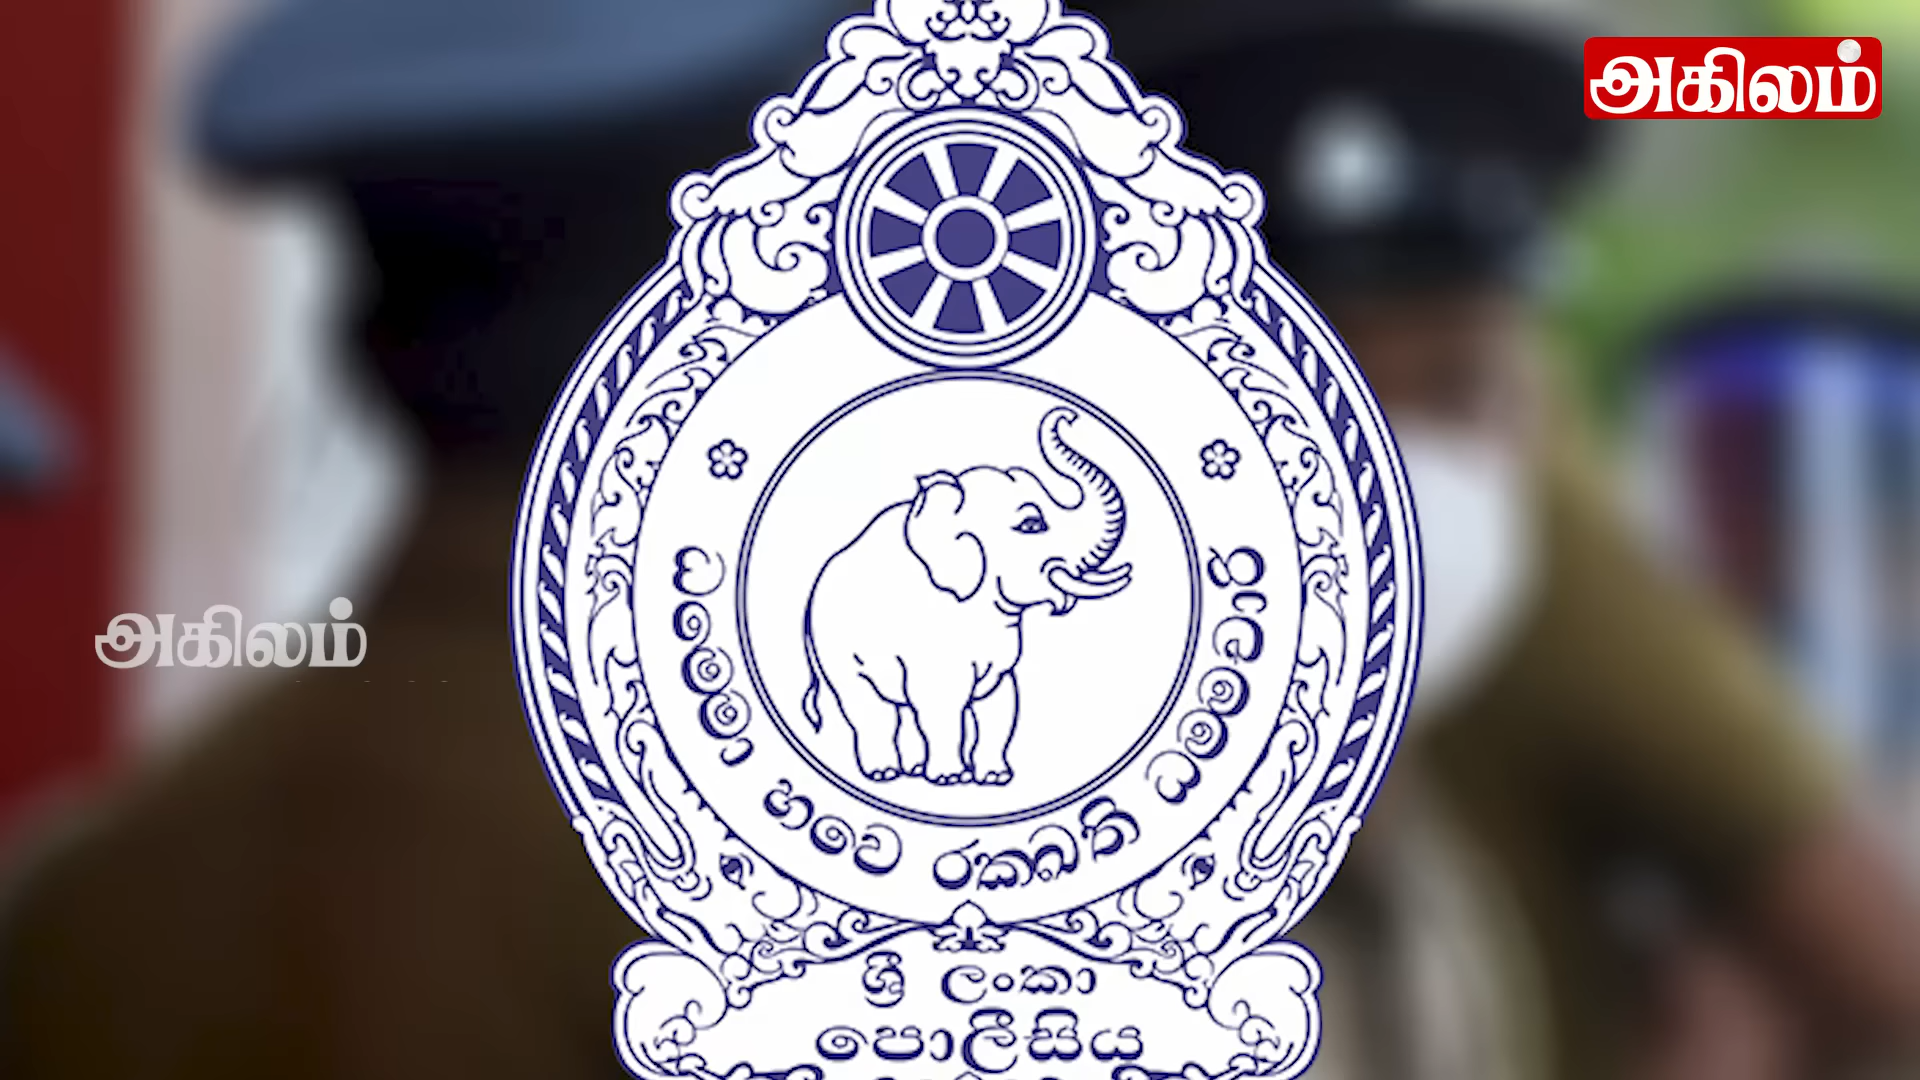 அகிலம்
அகிலம்
ධම්මො හවෙ රක්ඛති ධම්මචාරිං
ශ්‍රී ලංකා
පොලීසිය